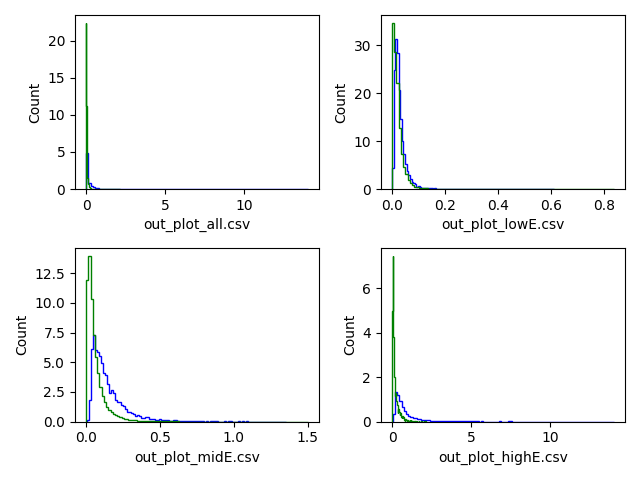 20
15
10
5
0
Count
0 5 10
out_plot_all.csv
30
20
10
0
Count
0.0 0.2 0.4 0.6 0.8
out_plot_lowE.csv
12.5
10.0
7.5
5.0
2.5
0.0
Count
0.0 0.5 1.0 1.5
out_plot_midE.csv
6
4
2
0
Count
0 5 10
out_plot_highE.csv